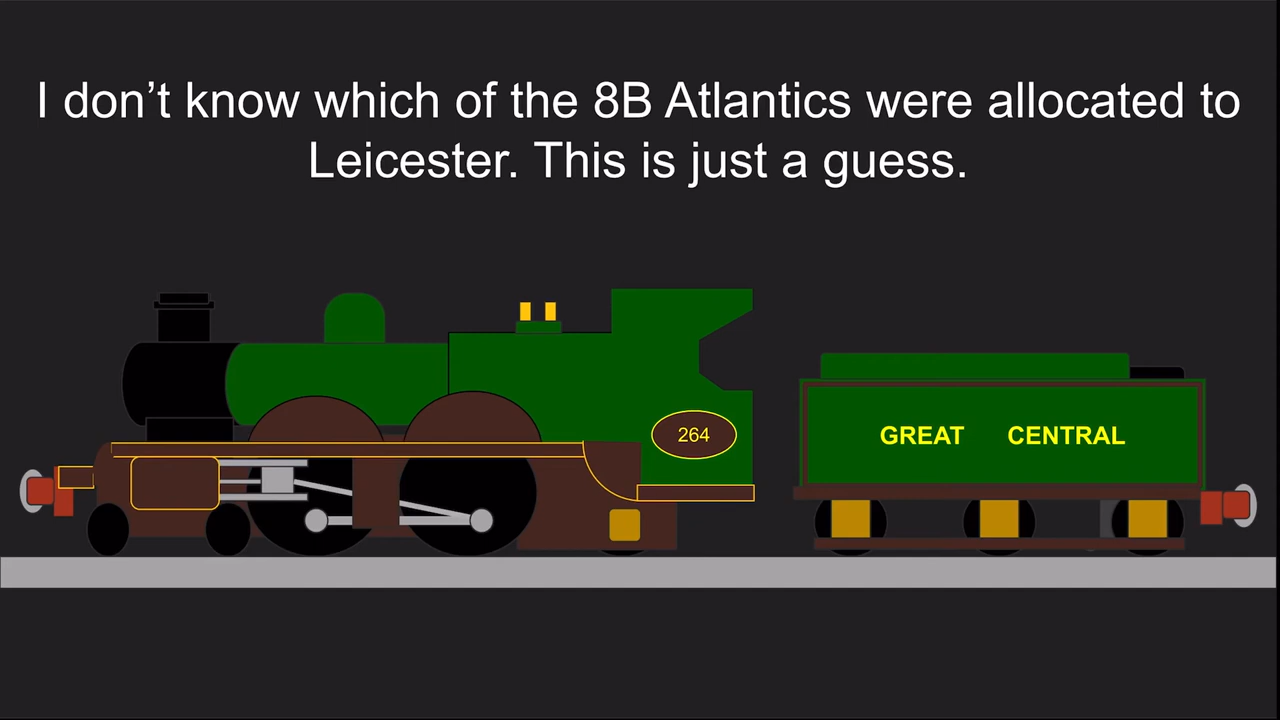 I don’t know which of the 8B Atlantics were allocated to
Leicester. This is just a guess.
264
GREAT CENTRAL